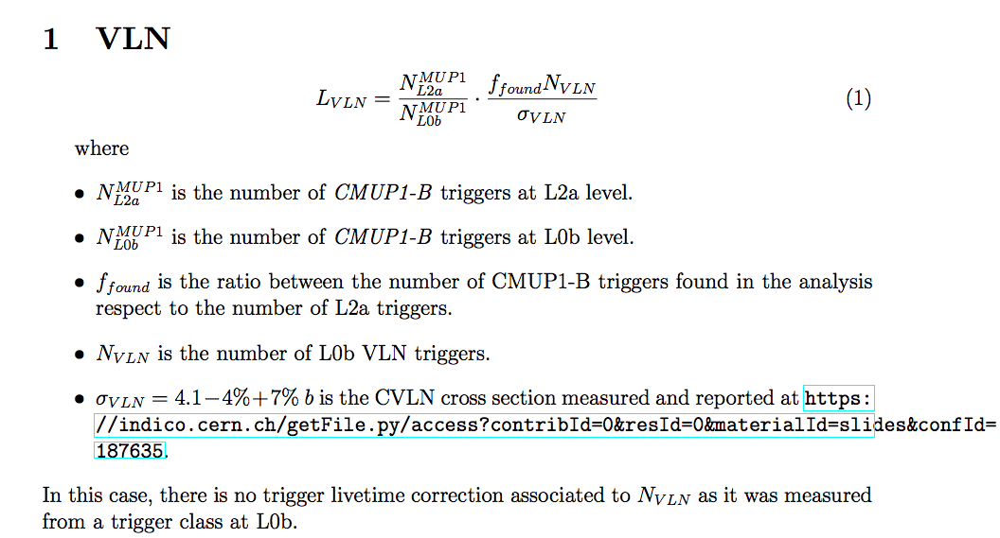 1 VLN
L_{VLN} = \frac{N_{L2a}^{MUP1}}{N_{L0b}^{MUP1}} \cdot \frac{f_{found} N_{VLN}}{\sigma_{VLN}} (1)
where
• N_{L2a}^{MUP1} is the number of CMUP1-B triggers at L2a level.
• N_{L0b}^{MUP1} is the number of CMUP1-B triggers at L0b level.
• f_{found} is the ratio between the number of CMUP1-B triggers found in the analysis
respect to the number of L2a triggers.
• N_{VLN} is the number of L0b VLN triggers.
• σ_{VLN} = 4.1−4%+7% b is the CVLN cross section measured and reported at https:
//indico.cern.ch/getFile.py/access?contribId=0&resId=0&materialId=slides&confId=
187635.
In this case, there is no trigger livetime correction associated to N_{VLN} as it was measured
from a trigger class at L0b.